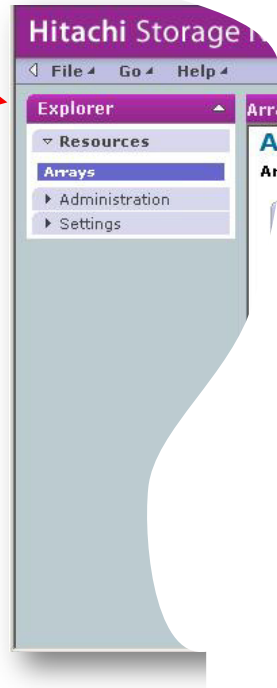 Hitachi Storage
File Go Help
Explorer
Resources
Arrays
Administration
Settings